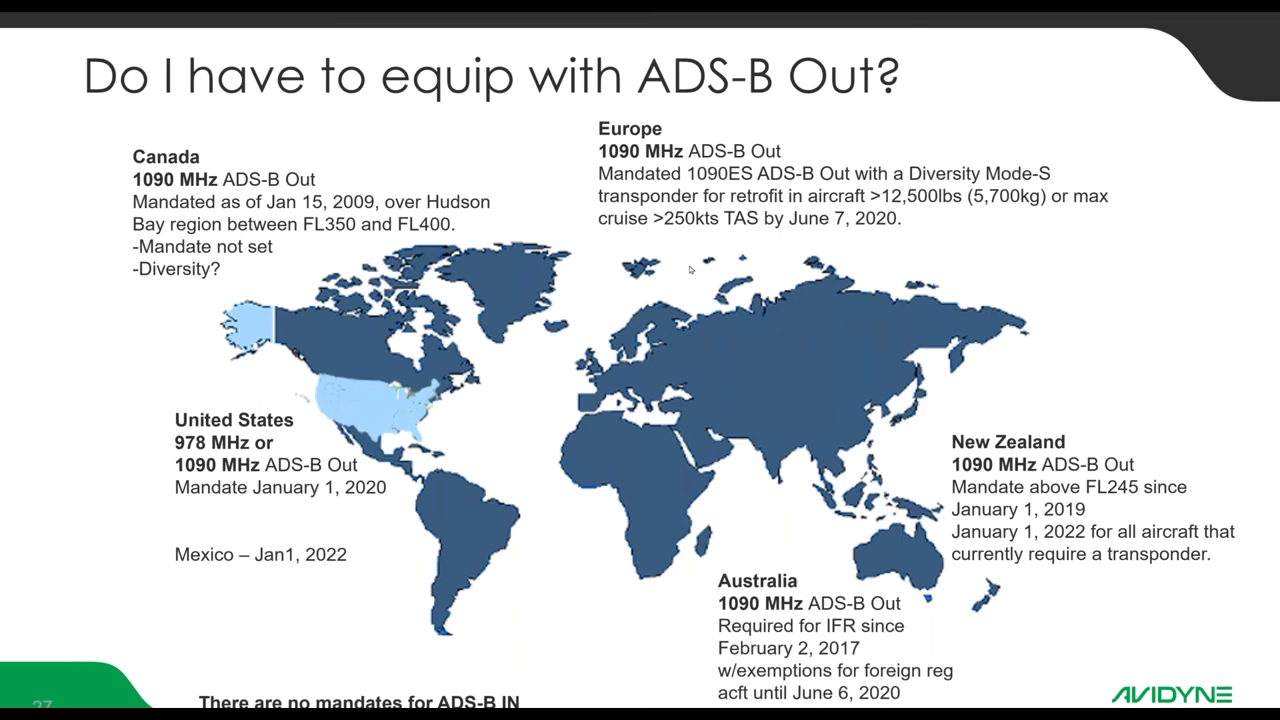 Do I have to equip with ADS-B Out?
Canada
1090 MHz ADS-B Out
Mandated as of Jan 15, 2009, over Hudson
Bay region between FL350 and FL400.
-Mandate not set
-Diversity?
Europe
1090 MHz ADS-B Out
Mandated 1090ES ADS-B Out with a Diversity Mode-S
transponder for retrofit in aircraft >12,500lbs (5,700kg) or max
cruise >250kts TAS by June 7, 2020.
United States
978 MHz or
1090 MHz ADS-B Out
Mandate January 1, 2020
Mexico – Jan1, 2022
New Zealand
1090 MHz ADS-B Out
Mandate above FL245 since
January 1, 2019
January 1, 2022 for all aircraft that
currently require a transponder.
Australia
1090 MHz ADS-B Out
Required for IFR since
February 2, 2017
w/exemptions for foreign reg
acft until June 6, 2020
27
There are no mandates for ADS-B IN
AVIDYNE